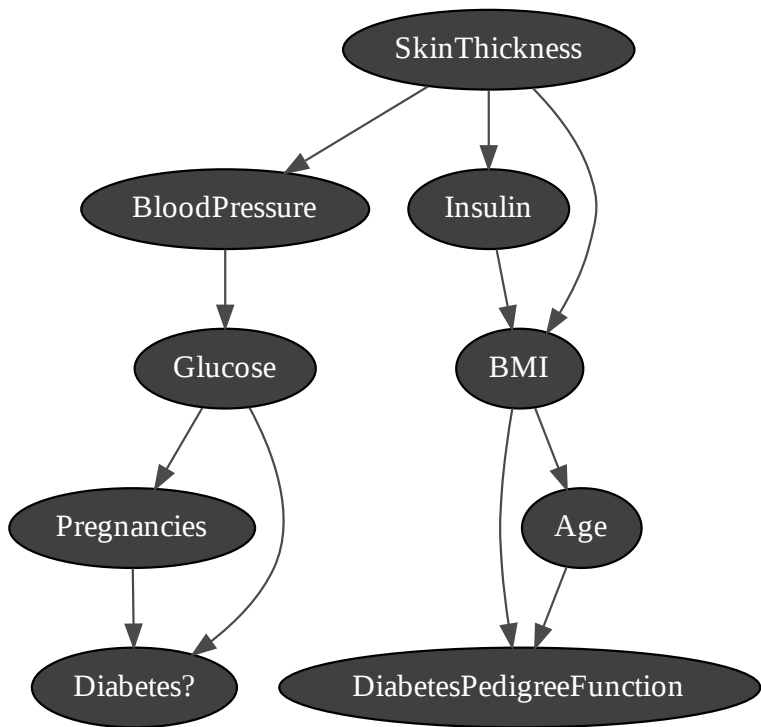 SkinThickness
BloodPressure
Insulin
Glucose
BMI
Pregnancies
Age
Diabetes?
DiabetesPedigreeFunction